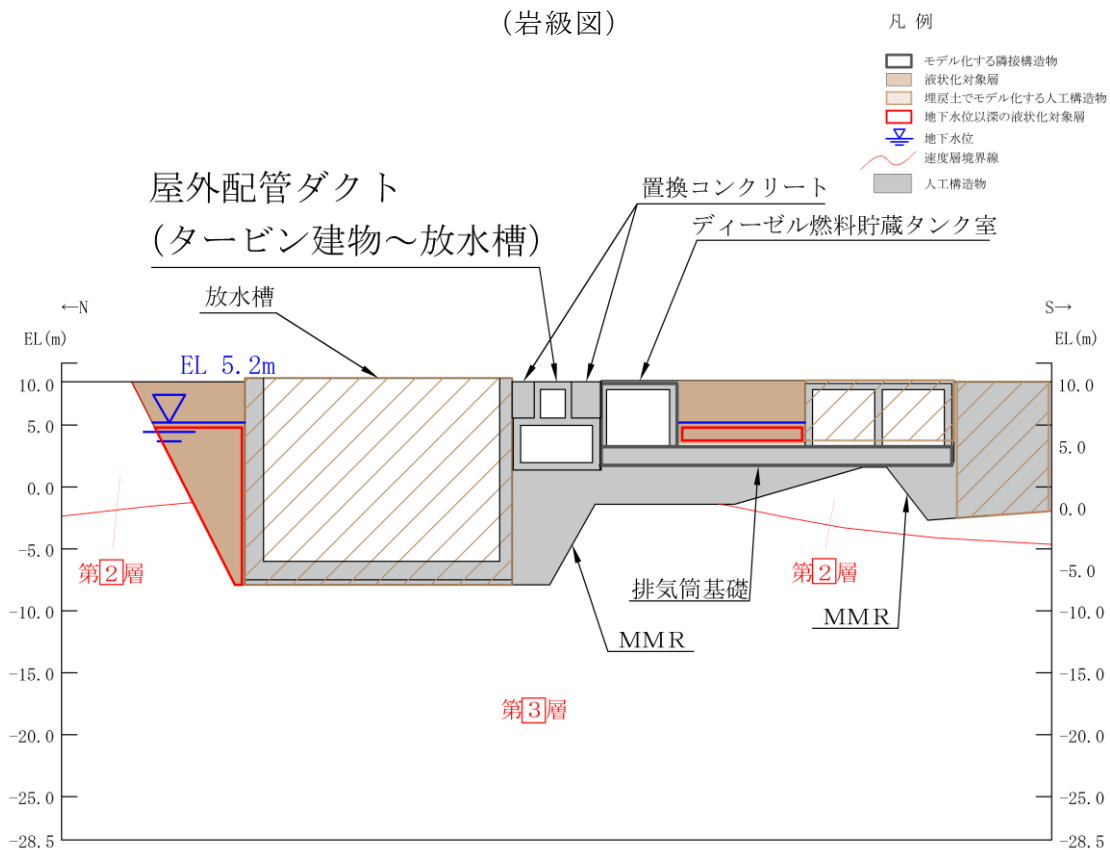 (岩級図)
凡 例
モデル化する隣接構造物
液状化対象層
埋戻土でモデル化する人工構造物
地下水位以深の液状化対象層
地下水位
速度層境界線
人工構造物
屋外配管ダクト
(タービン建物~放水槽)
置換コンクリート
ディーゼル燃料貯蔵タンク室
放水槽
←N
S→
EL(m)
EL(m)
EL 5.2m
10.0
5.0
0.0
-5.0
-10.0
-15.0
-20.0
-25.0
-28.5
10.0
5.0
0.0
-5.0
-10.0
-15.0
-20.0
-25.0
-28.5
第2層
第2層
排気筒基礎
MMR
MMR
第3層